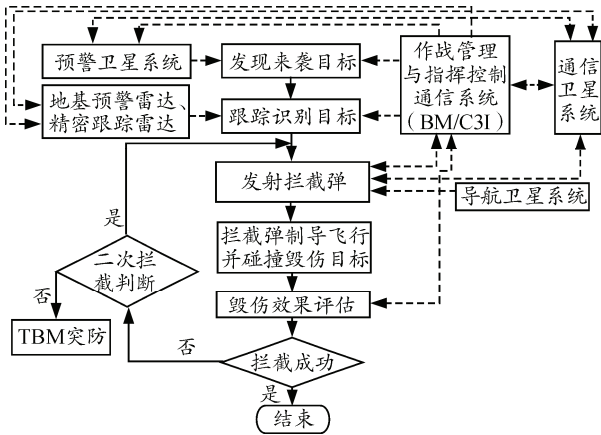 预警卫星系统
发现来袭目标
作战管理
与指挥控制
通信系统
(BM/C3I)
通信
卫星
系统
地基预警雷达、
精密跟踪雷达
跟踪识别目标
发射拦截弹
导航卫星系统
是
拦截弹制导飞行
并碰撞毁伤目标
二次拦
截判断
否
毁伤效果评估
TBM突防
否
拦截成功
是
结束